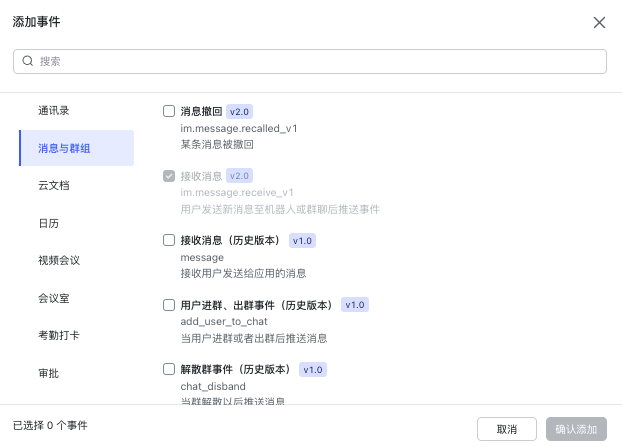 添加事件
搜索
通讯录
消息与群组
云文档
日历
视频会议
会议室
考勤打卡
审批
消息撤回 v2.0
im.message.recalled_v1
某条消息被撤回
接收消息 v2.0
im.message.receive_v1
用户发送新消息至机器人或群聊后推送事件
接收消息（历史版本） v1.0
message
接收用户发送给应用的消息
用户进群、出群事件（历史版本） v1.0
add_user_to_chat
当用户进群或者出群后推送消息
解散群事件（历史版本） v1.0
chat_disband
当群解散以后推送消息
已选择 0 个事件
取消
确认添加